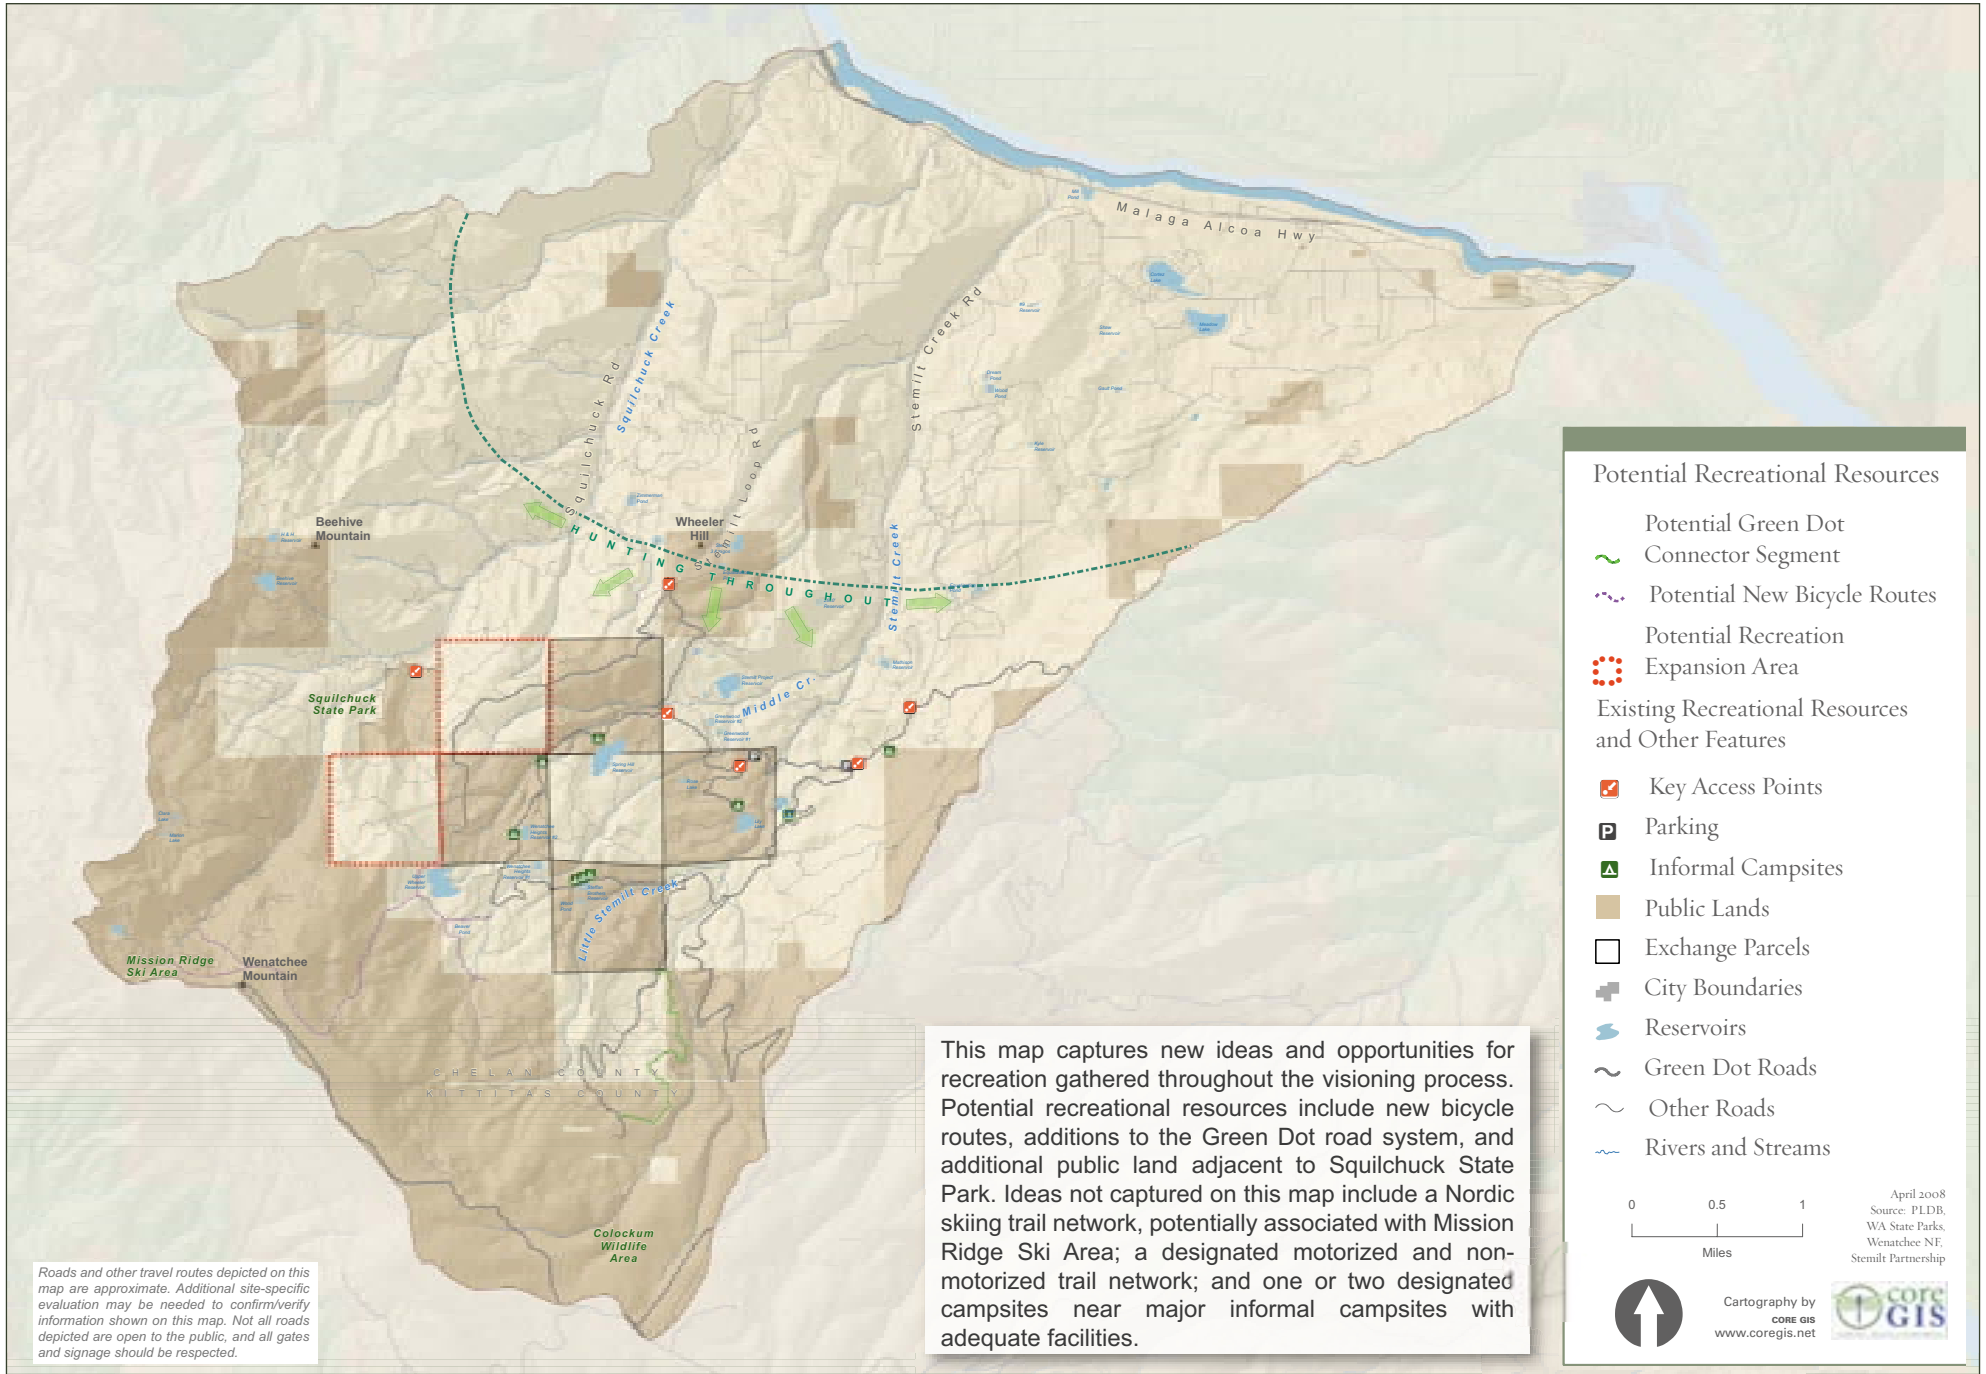 Malaga Alcoa Hwy
Squilchuck Creek
Squilchuck Rd
Stemilt Creek Rd
Stemilt Loop Rd
Beehive
Mountain
Wheeler
Hill
HUNTING THROUGHOUT
Stemilt Creek
Squilchuck
State Park
Middle Cr.
Little Stemilt Creek
Mission Ridge
Ski Area
Wenatchee
Mountain
CHELAN COUNTY
KITTITAS COUNTY
Colockum
Wildlife
Area
Roads and other travel routes depicted on this
map are approximate. Additional site-specific
evaluation may be needed to confirm/verify
information shown on this map. Not all roads
depicted are open to the public, and all gates
and signage should be respected.
This map captures new ideas and opportunities for
recreation gathered throughout the visioning process.
Potential recreational resources include new bicycle
routes, additions to the Green Dot road system, and
additional public land adjacent to Squilchuck State
Park. Ideas not captured on this map include a Nordic
skiing trail network, potentially associated with Mission
Ridge Ski Area; a designated motorized and non-
motorized trail network; and one or two designated
campsites near major informal campsites with
adequate facilities.
Potential Recreational Resources
Potential Green Dot
Connector Segment
Potential New Bicycle Routes
Potential Recreation
Expansion Area
Existing Recreational Resources
and Other Features
Key Access Points
P
Parking
Informal Campsites
Public Lands
Exchange Parcels
City Boundaries
Reservoirs
Green Dot Roads
Other Roads
Rivers and Streams
0 0.5 1
Miles
April 2008
Source: PLDB,
WA State Parks,
Wenatchee NF,
Stemilt Partnership
Cartography by
CORE GIS
www.coregis.net
core
GIS